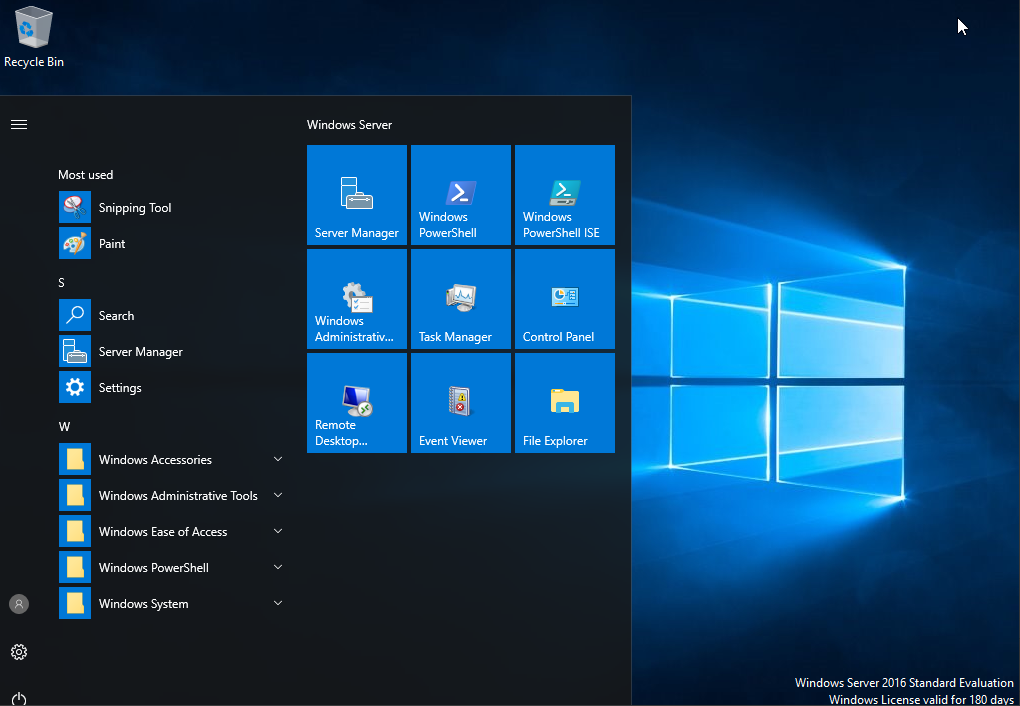 Recycle Bin
Windows Server
Most used
Snipping Tool
Paint
S
Search
Server Manager
Settings
W
Windows Accessories
Windows Administrative Tools
Windows Ease of Access
Windows PowerShell
Windows System
Server Manager
Windows
PowerShell
Windows
PowerShell ISE
Windows
Administrativ...
Task Manager
Control Panel
Remote
Desktop...
Event Viewer
File Explorer
Windows Server 2016 Standard Evaluation
Windows License valid for 180 days